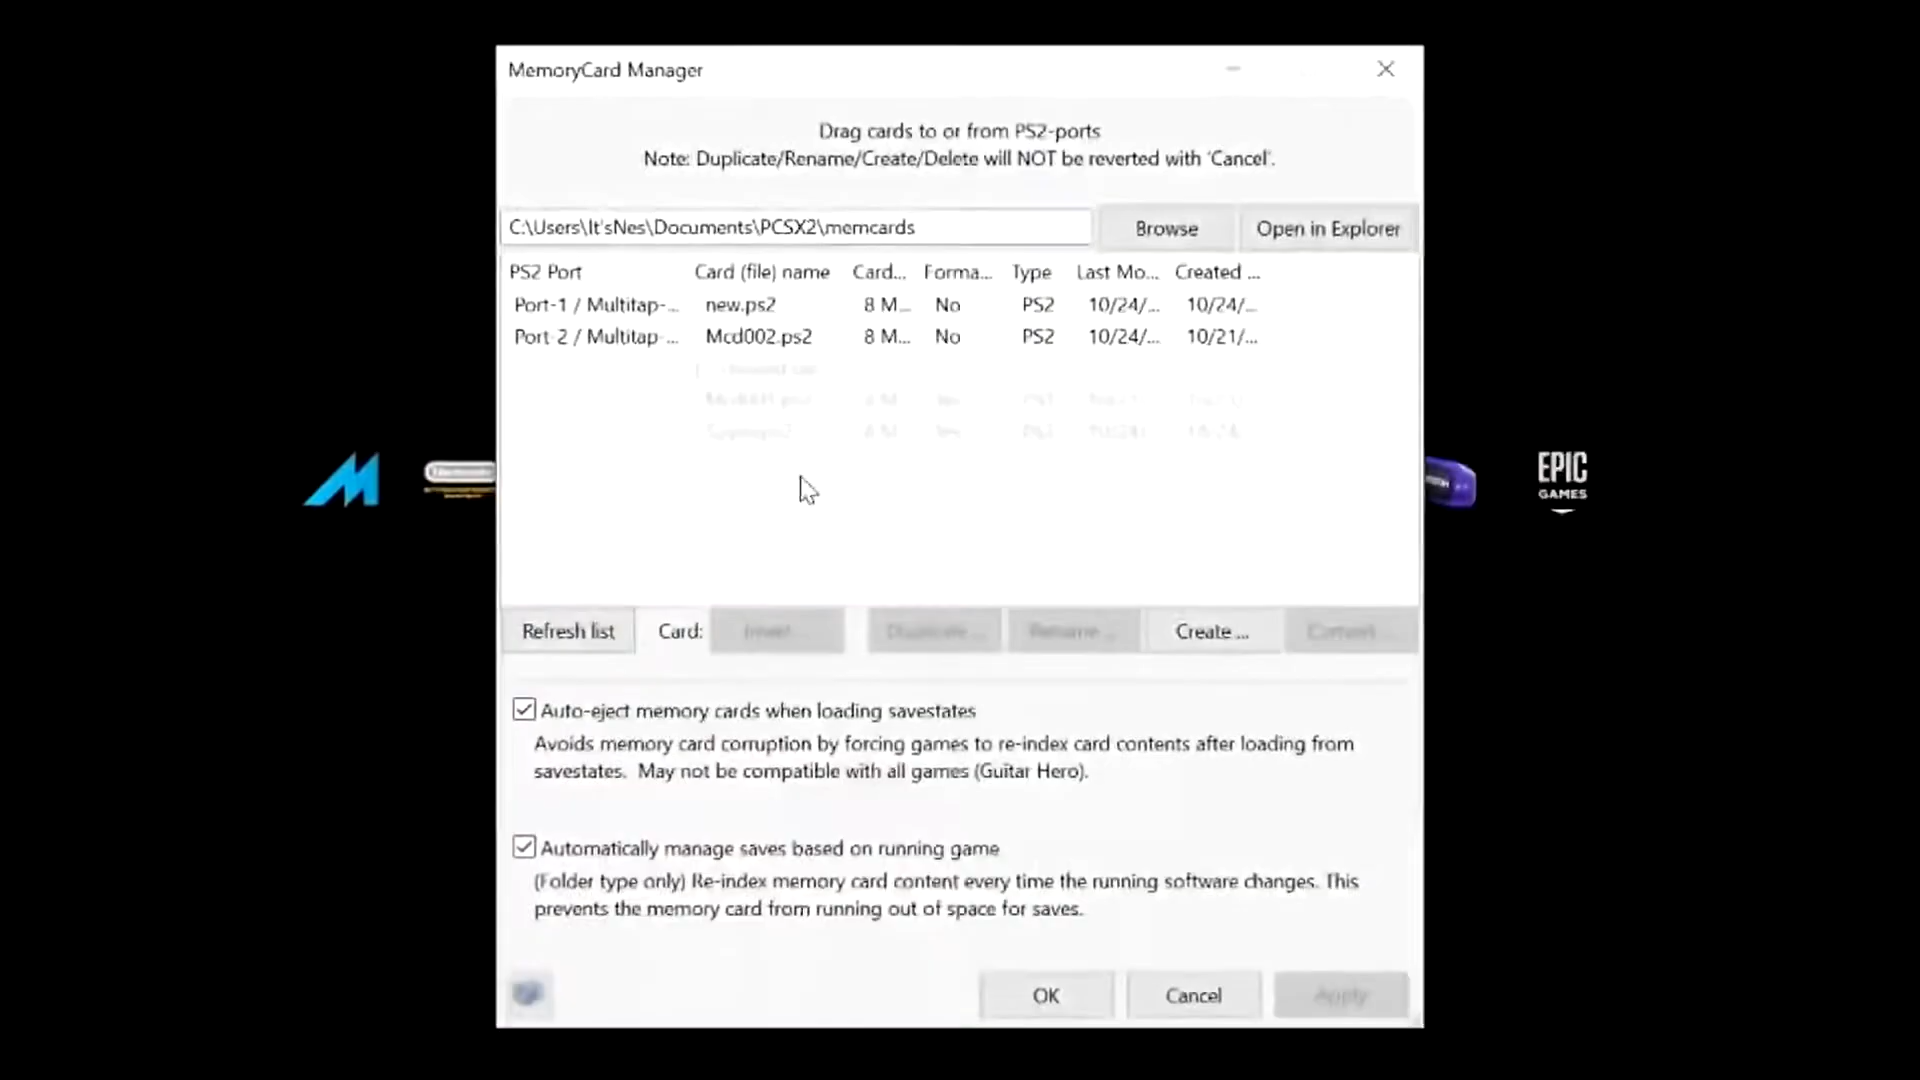 MemoryCard Manager
Drag cards to or from PS2-ports
Note: Duplicate/Rename/Create/Delete will NOT be reverted with 'Cancel'.
C:\Users\It'sNes\Documents\PCSX2\memcards Browse Open in Explorer
PS2 Port Card (file) name Card... Forma... Type Last Mo... Created ...
Port-1 / Multitap-... new.ps2 8 M... No PS2 10/24/... 10/24/...
Port-2 / Multitap-... Mcd002.ps2 8 M... No PS2 10/24/... 10/21/...
Refresh list Card: Duplicate ... Rename ... Create ... Convert ...
Auto-eject memory cards when loading savestates
Avoids memory card corruption by forcing games to re-index card contents after loading from
savestates. May not be compatible with all games (Guitar Hero).
Automatically manage saves based on running game
(Folder type only) Re-index memory card content every time the running software changes. This
prevents the memory card from running out of space for saves.
OK Cancel Apply
EPIC
GAMES